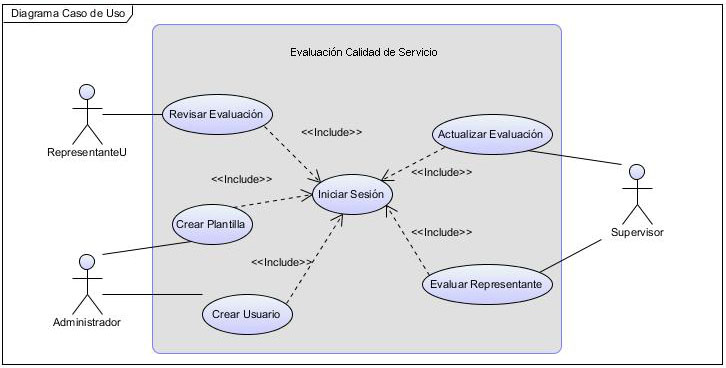 Diagrama Caso de Uso
Evaluación Calidad de Servicio
Revisar Evaluación
<<Include>>
Actualizar Evaluación
RepresentanteU
<<Include>>
<<Include>>
Iniciar Sesión
Crear Plantilla
<<Include>>
Supervisor
<<Include>>
Evaluar Representante
Crear Usuario
Administrador